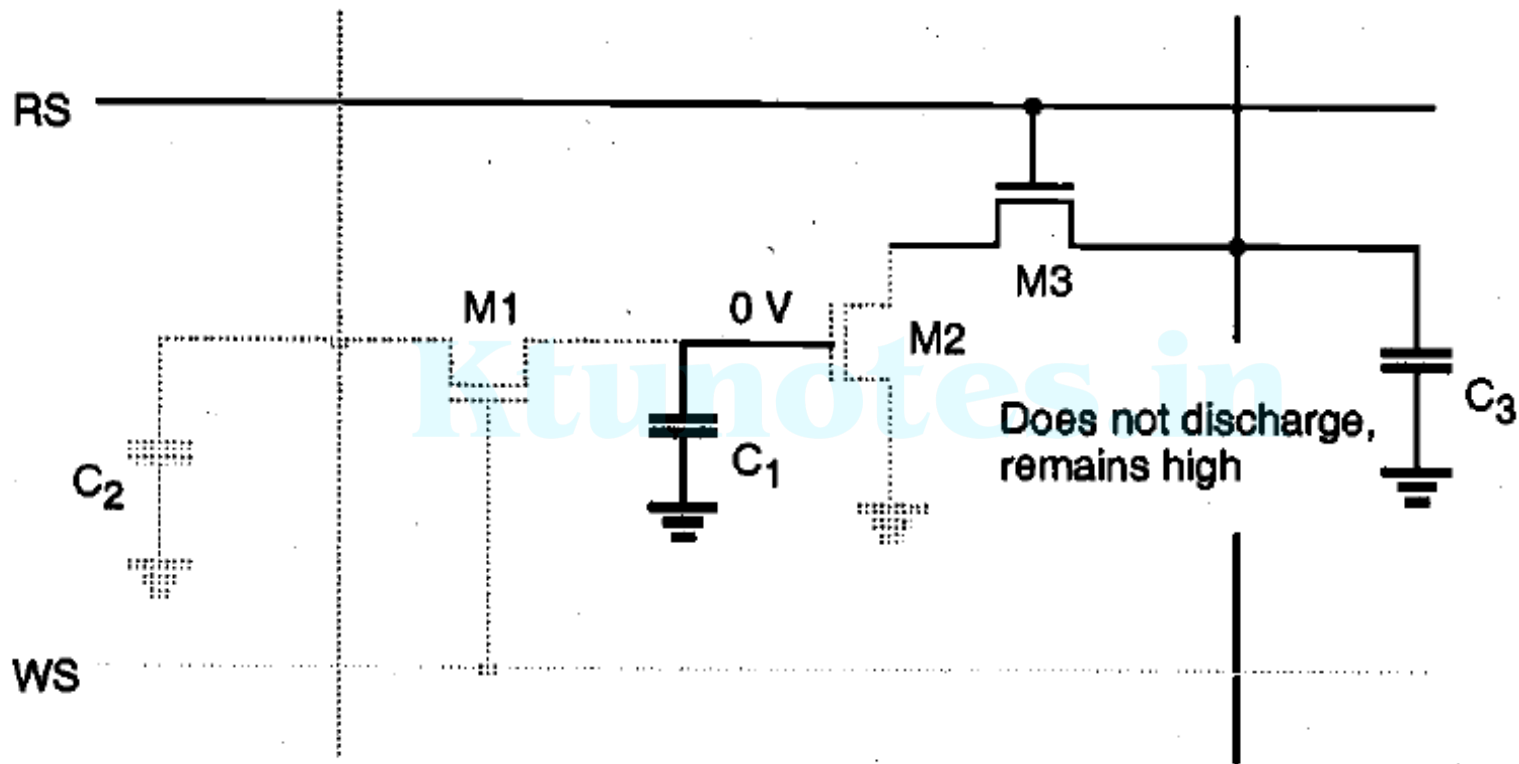 RS
M3
M1
0 V
M2
Ktunotes.in
C3
Does not discharge,
remains high
C1
C2
WS